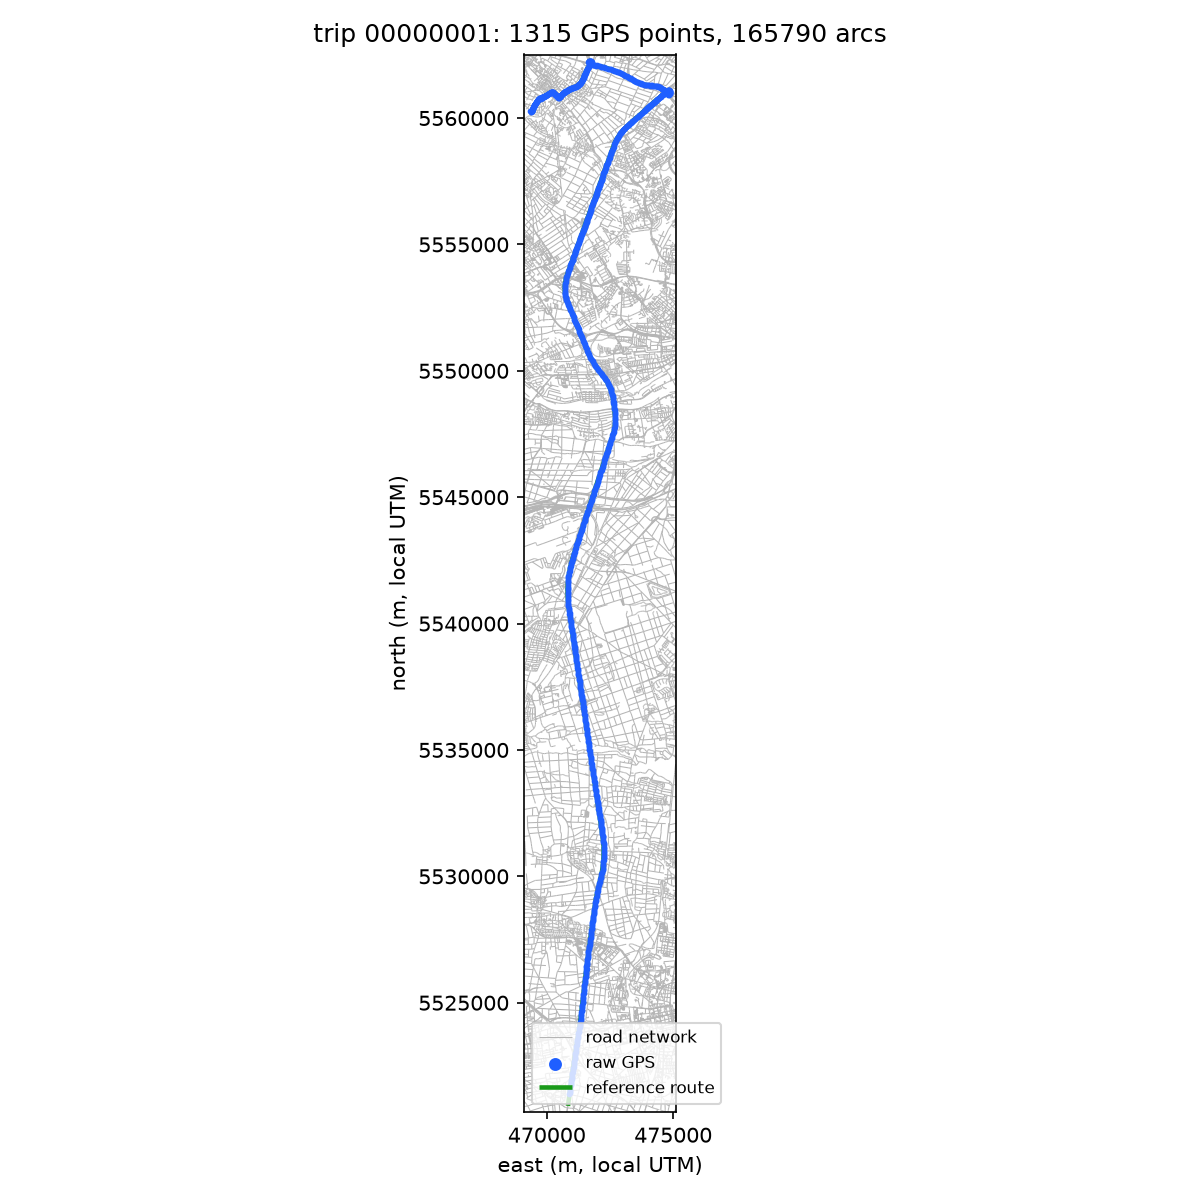 trip 00000001: 1315 GPS points, 165790 arcs
north (m, local UTM)
5560000
5555000
5550000
5545000
5540000
5535000
5530000
5525000
road network
raw GPS
reference route
470000 475000
east (m, local UTM)